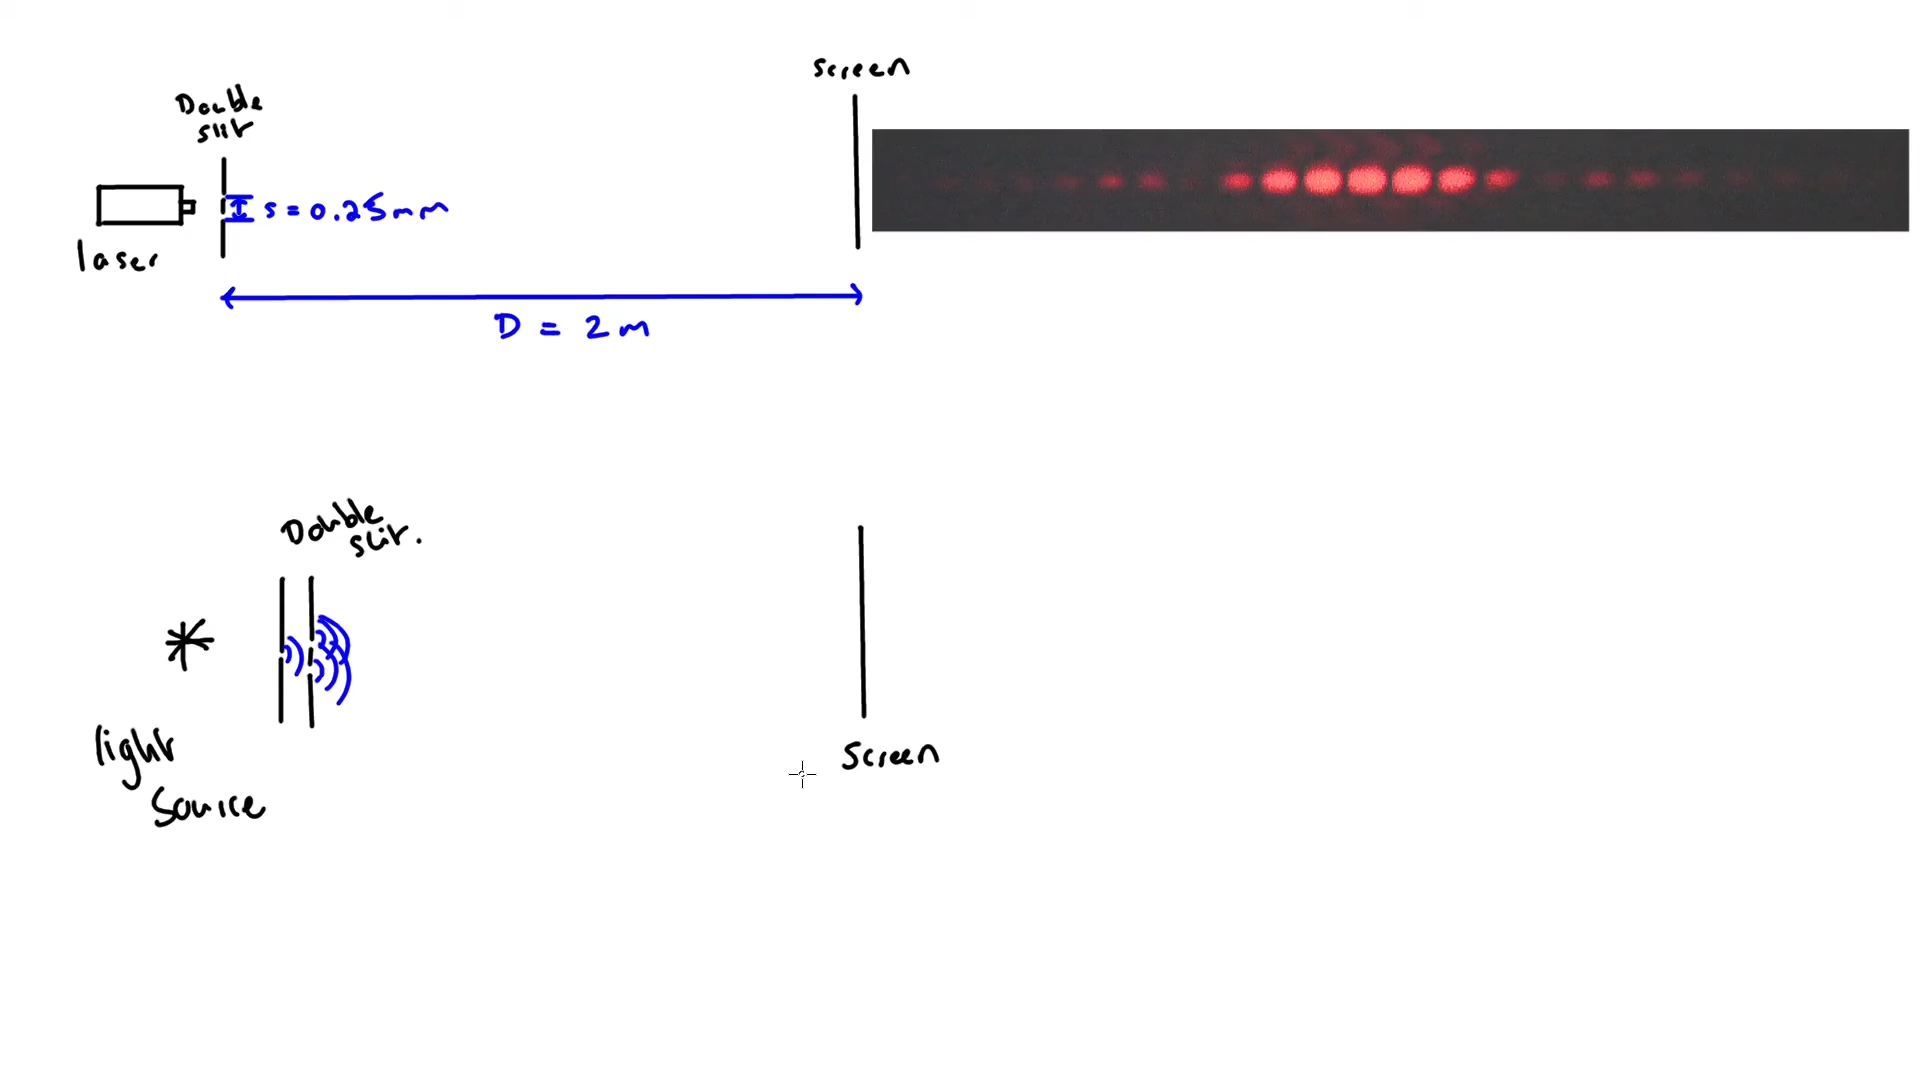 screen
Double
slit
s = 0.25mm
laser
D = 2m
Double
slit.
light
Source
Screen